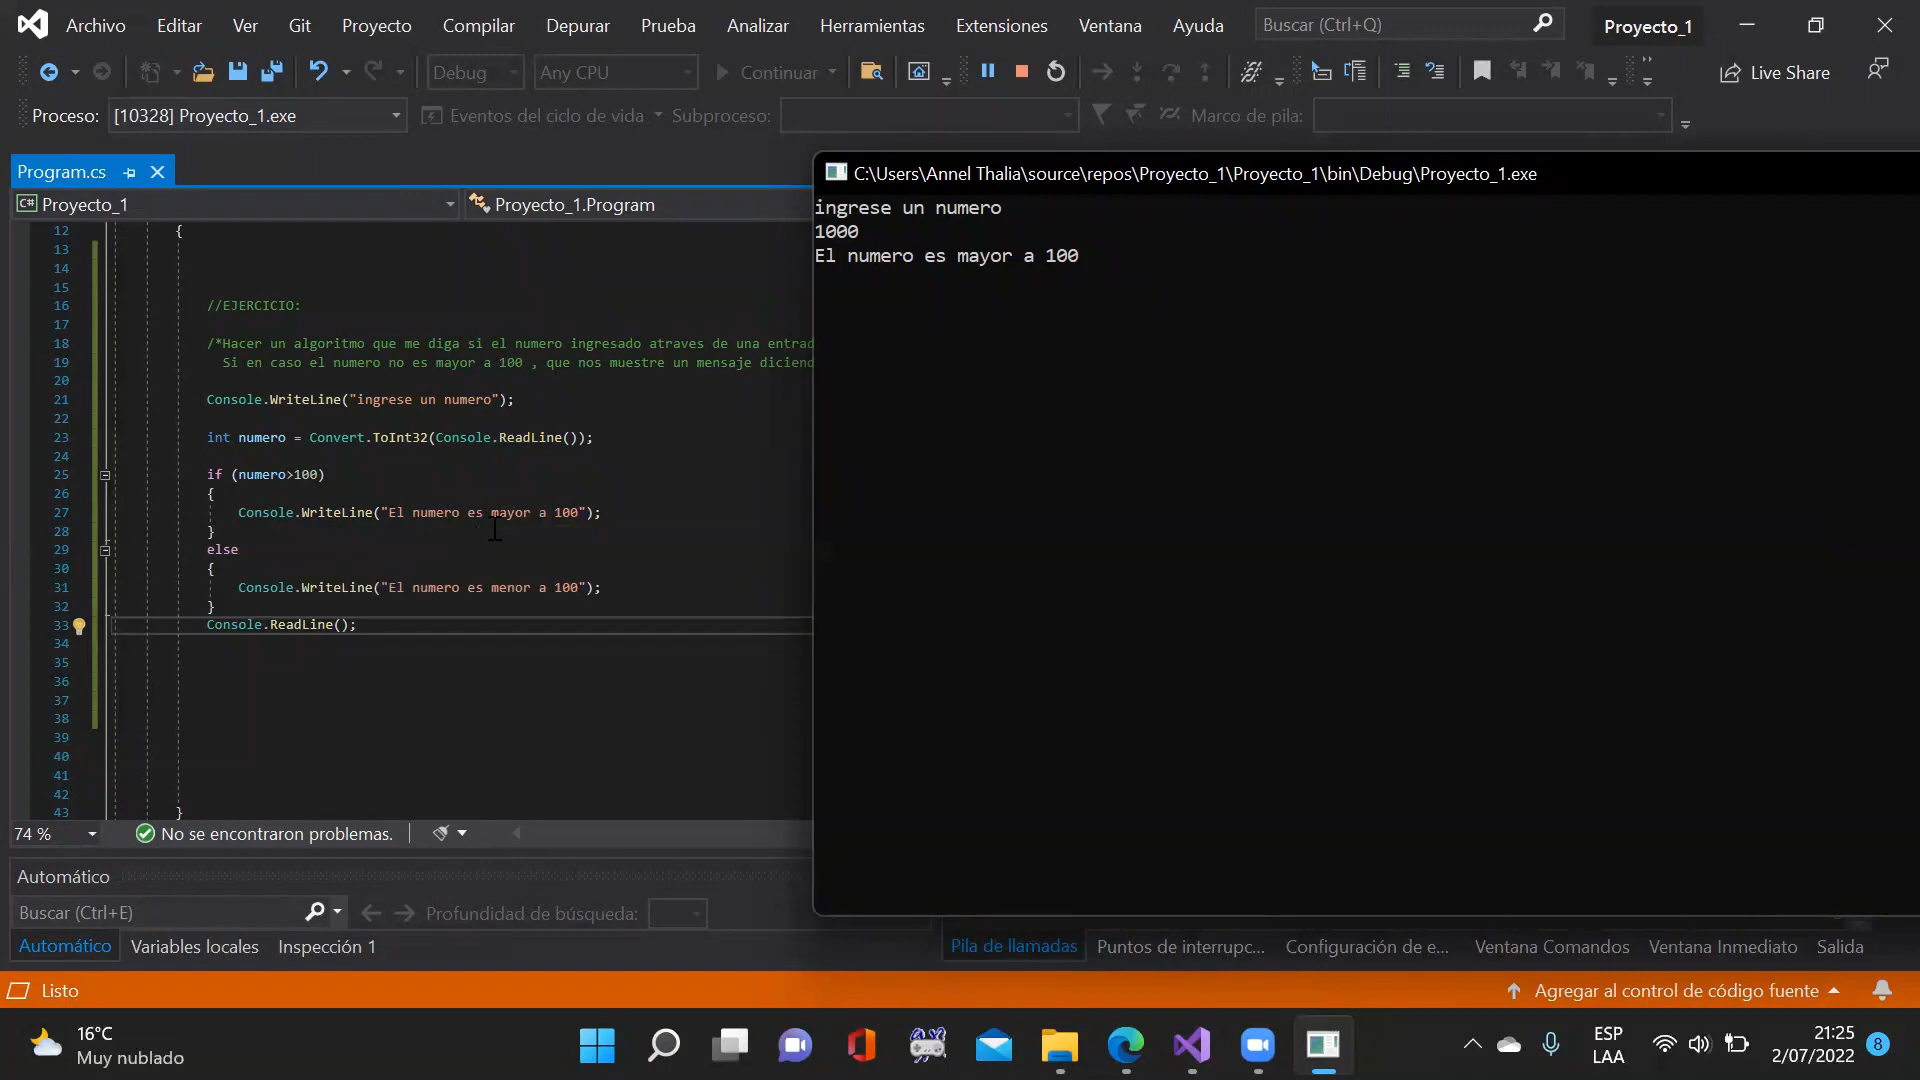 Archivo Editar Ver Git Proyecto Compilar Depurar Prueba Analizar Herramientas Extensiones Ventana Ayuda Buscar (Ctrl+Q) Proyecto_1
Debug Any CPU Continuar Live Share
Proceso: [10328] Proyecto_1.exe Eventos del ciclo de vida Subproceso: Marco de pila:
Program.cs
C# Proyecto_1 Proyecto_1.Program
12 {
13
14
15
16 //EJERCICIO:
17
18 /*Hacer un algoritmo que me diga si el numero ingresado atraves de una entrad
19 Si en caso el numero no es mayor a 100 , que nos muestre un mensaje diciend
20
21 Console.WriteLine("ingrese un numero");
22
23 int numero = Convert.ToInt32(Console.ReadLine());
24
25 if (numero>100)
26 {
27 Console.WriteLine("El numero es mayor a 100");
28 }
29 else
30 {
31 Console.WriteLine("El numero es menor a 100");
32 }
33 Console.ReadLine();
34
35
36
37
38
39
40
41
42
43 }
74 % No se encontraron problemas.
C:\Users\Annel Thalia\source\repos\Proyecto_1\Proyecto_1\bin\Debug\Proyecto_1.exe
ingrese un numero
1000
El numero es mayor a 100
Automático
Buscar (Ctrl+E) Profundidad de búsqueda:
Automático Variables locales Inspección 1
Pila de llamadas Puntos de interrupc... Configuración de e... Ventana Comandos Ventana Inmediato Salida
Listo Agregar al control de código fuente
16°C
Muy nublado
ESP
LAA
21:25
2/07/2022
8